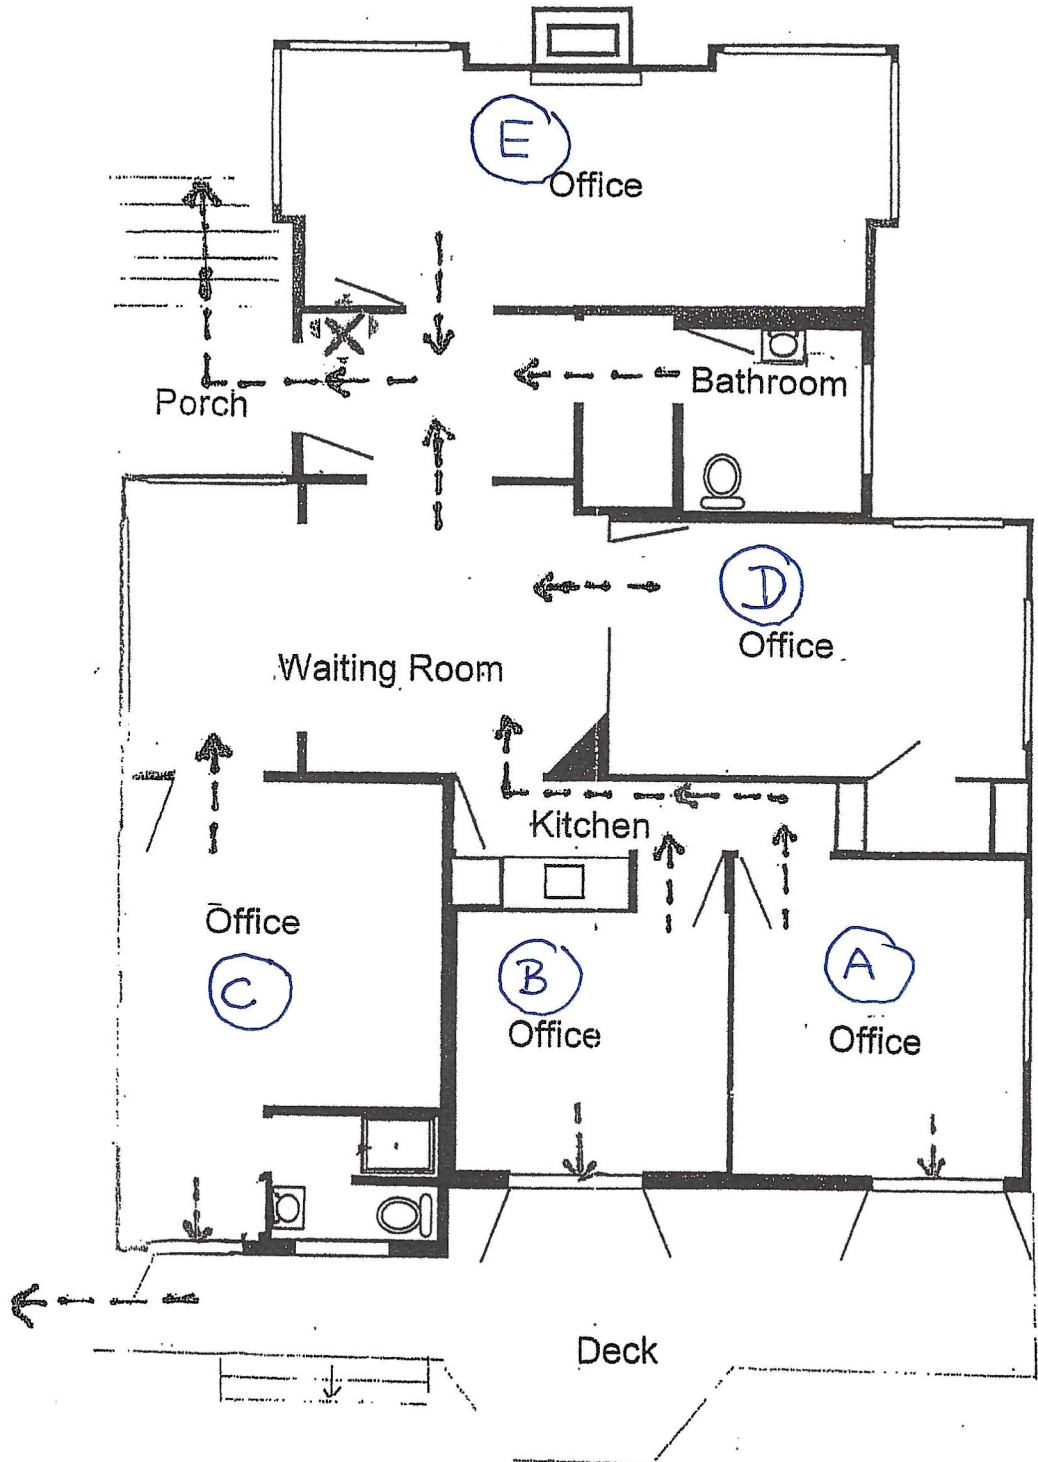 E
Office
Bathroom
Porch
D
Office
Waiting Room
Kitchen
Office
C
B
Office
A
Office
Deck